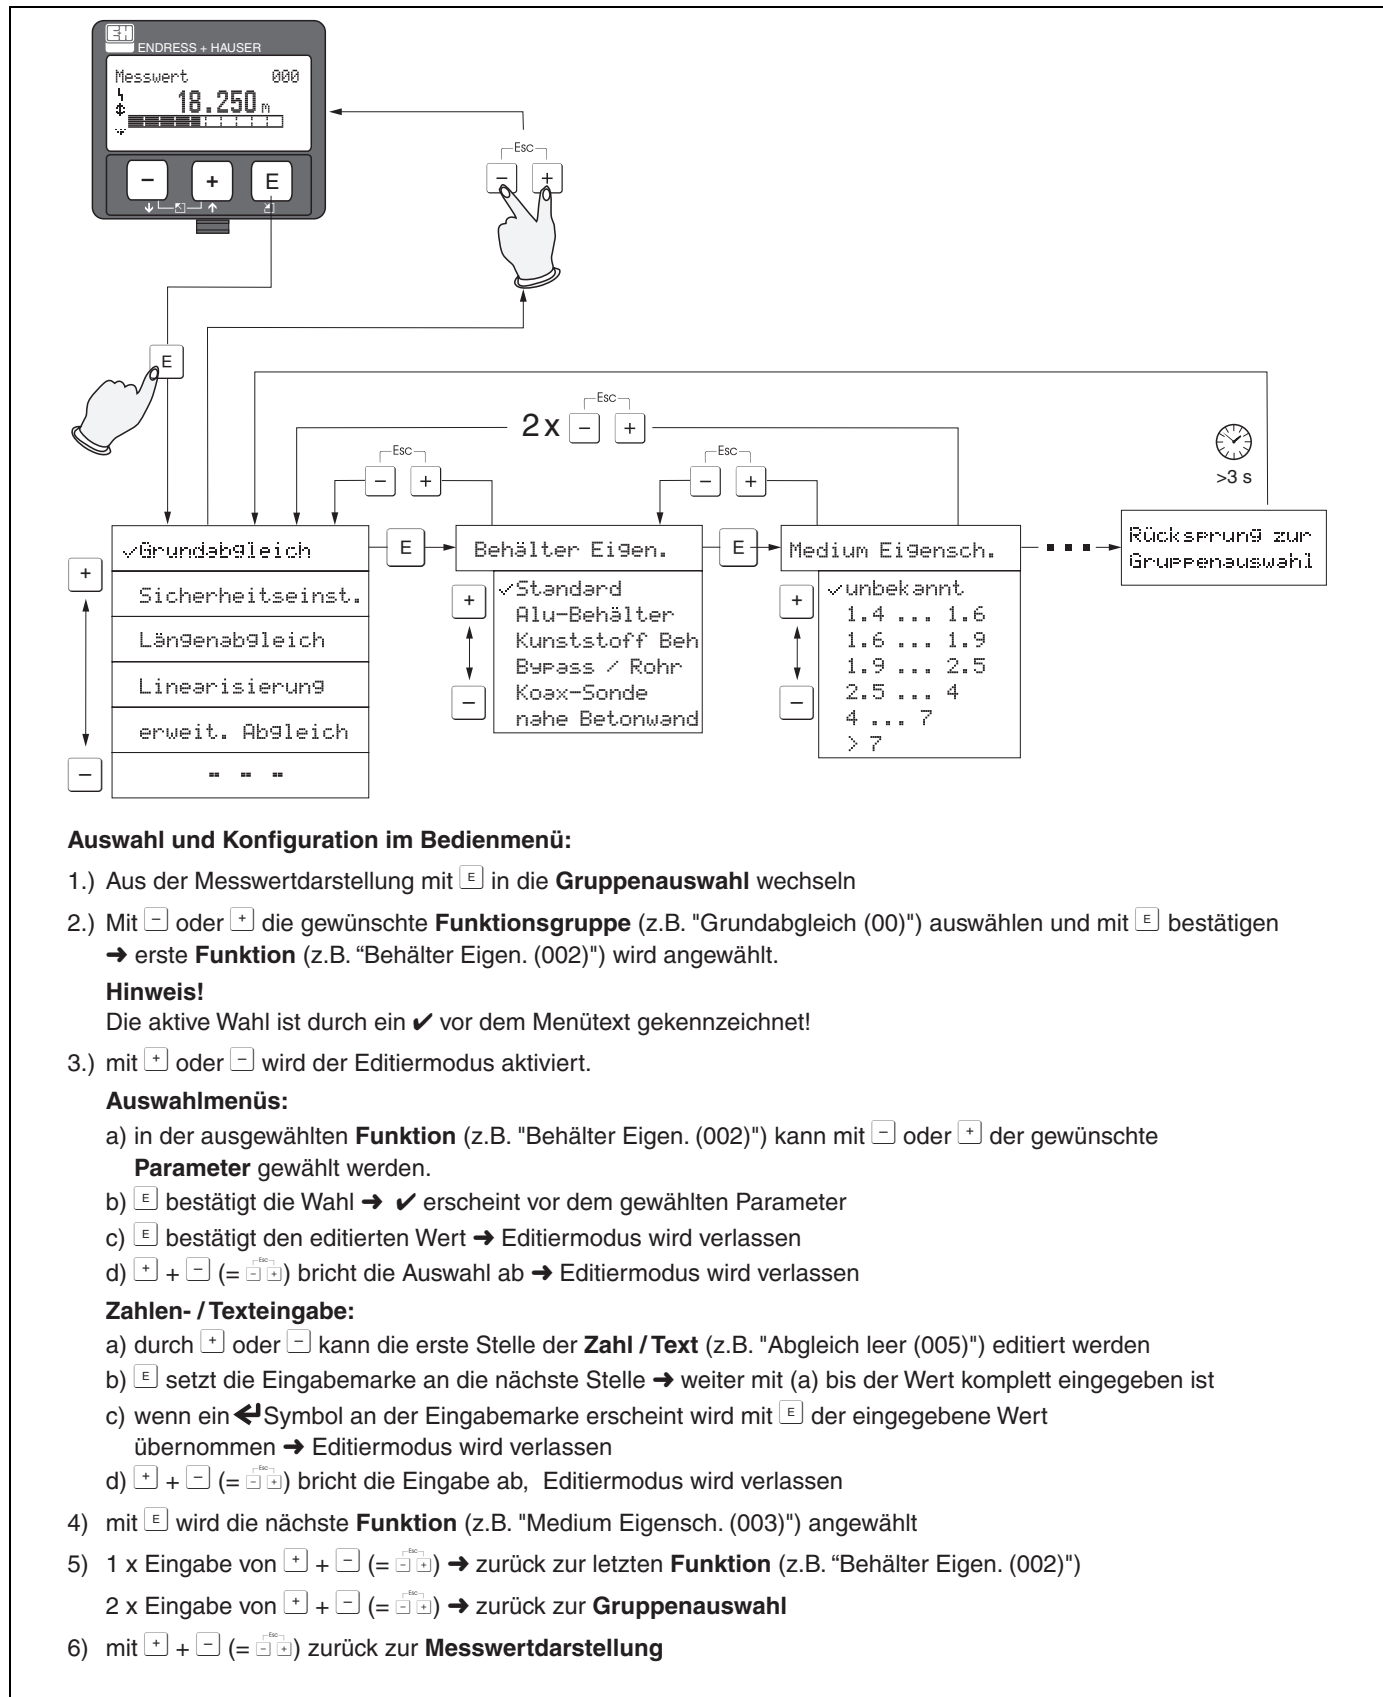 EH
ENDRESS + HAUSER
Messwert 000
18.250 m
− + E
Esc
− +
E
2 x − +
Esc
Esc
− +
Esc
− +
>3 s
✓Grundabgleich
E
Behälter Eigen.
E
Medium Eigensch.
Rücksprung zur
Gruppenauswahl
+
Sicherheitseinst.
Längenabgleich
Linearisierung
erweit. Abgleich
−
+
✓Standard
Alu-Behälter
Kunststoff Beh
Bypass / Rohr
Koax-Sonde
nahe Betonwand
−
+
✓unbekannt
1.4 ... 1.6
1.6 ... 1.9
1.9 ... 2.5
2.5 ... 4
4 ... 7
> 7
−
Auswahl und Konfiguration im Bedienmenü:
1.) Aus der Messwertdarstellung mit E in die Gruppenauswahl wechseln
2.) Mit − oder + die gewünschte Funktionsgruppe (z.B. "Grundabgleich (00)") auswählen und mit E bestätigen
➜ erste Funktion (z.B. “Behälter Eigen. (002)") wird angewählt.
Hinweis!
Die aktive Wahl ist durch ein ✔ vor dem Menütext gekennzeichnet!
3.) mit + oder − wird der Editiermodus aktiviert.
Auswahlmenüs:
a) in der ausgewählten Funktion (z.B. "Behälter Eigen. (002)") kann mit − oder + der gewünschte
Parameter gewählt werden.
b) E bestätigt die Wahl ➜ ✔ erscheint vor dem gewählten Parameter
c) E bestätigt den editierten Wert ➜ Editiermodus wird verlassen
d) + + − (= Esc − +) bricht die Auswahl ab ➜ Editiermodus wird verlassen
Zahlen- / Texteingabe:
a) durch + oder − kann die erste Stelle der Zahl / Text (z.B. "Abgleich leer (005)") editiert werden
b) E setzt die Eingabemarke an die nächste Stelle ➜ weiter mit (a) bis der Wert komplett eingegeben ist
c) wenn ein ↵ Symbol an der Eingabemarke erscheint wird mit E der eingegebene Wert
übernommen ➜ Editiermodus wird verlassen
d) + + − (= Esc − +) bricht die Eingabe ab, Editiermodus wird verlassen
4) mit E wird die nächste Funktion (z.B. "Medium Eigensch. (003)") angewählt
5) 1 x Eingabe von + + − (= Esc − +) ➜ zurück zur letzten Funktion (z.B. “Behälter Eigen. (002)")
2 x Eingabe von + + − (= Esc − +) ➜ zurück zur Gruppenauswahl
6) mit + + − (= Esc − +) zurück zur Messwertdarstellung